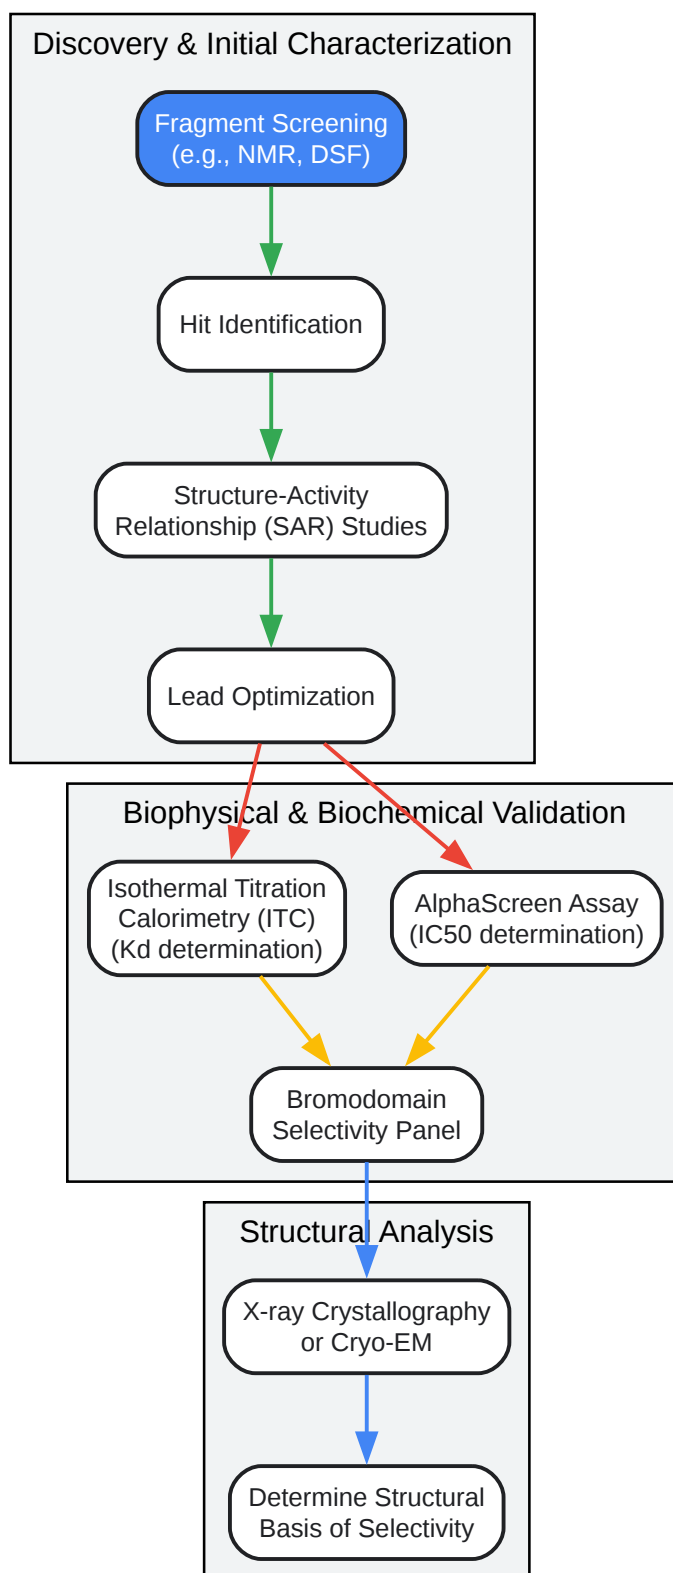 Discovery & Initial Characterization
Fragment Screening
(e.g., NMR, DSF)
Hit Identification
Structure-Activity
Relationship (SAR) Studies
Lead Optimization
Biophysical & Biochemical Validation
Isothermal Titration
Calorimetry (ITC)
(Kd determination)
AlphaScreen Assay
(IC50 determination)
Bromodomain
Selectivity Panel
Structural Analysis
X-ray Crystallography
or Cryo-EM
Determine Structural
Basis of Selectivity